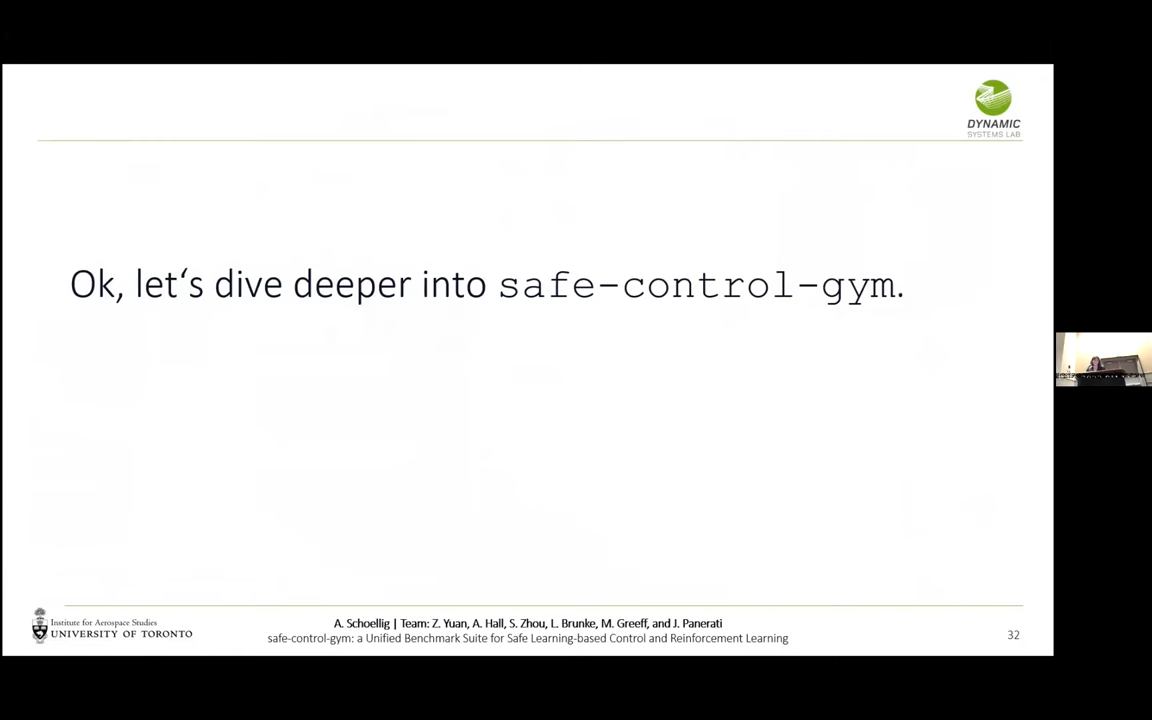 DYNAMIC
SYSTEMS LAB
Ok, let‘s dive deeper into safe-control-gym.
Institute for Aerospace Studies
UNIVERSITY OF TORONTO
A. Schoellig | Team: Z. Yuan, A. Hall, S. Zhou, L. Brunke, M. Greeff, and J. Panerati
safe-control-gym: a Unified Benchmark Suite for Safe Learning-based Control and Reinforcement Learning
32